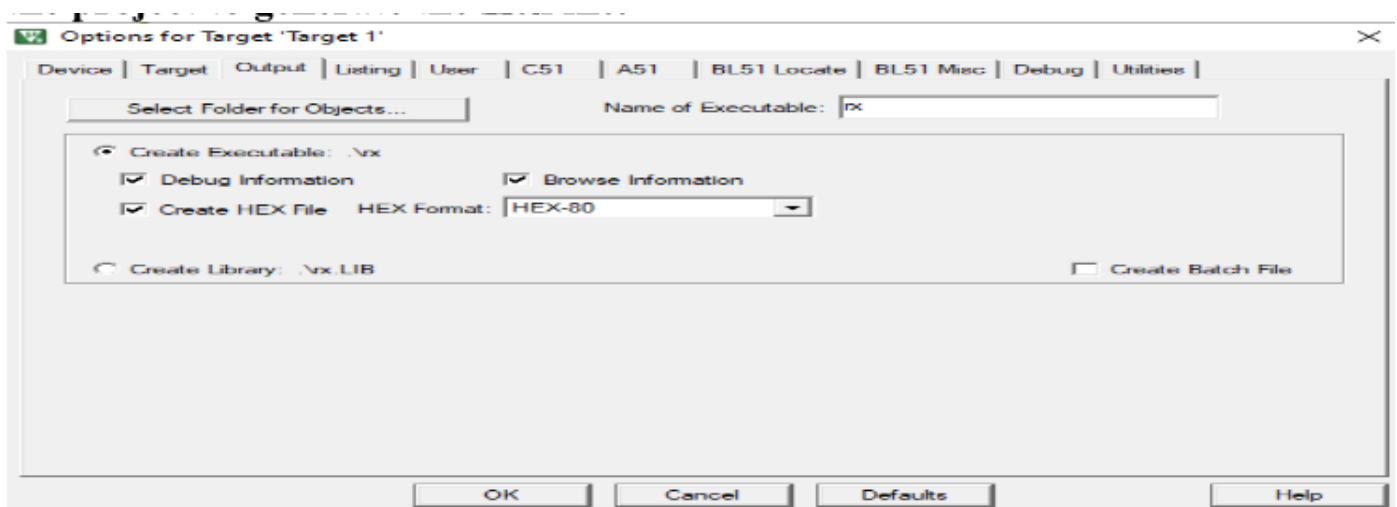 Options for Target 'Target 1'
Device Target Output Listing User C51 A51 BL51 Locate BL51 Misc Debug Utilities
Select Folder for Objects... Name of Executable: rx
Create Executable: .\rx
Debug Information Browse Information
Create HEX File HEX Format: HEX-80
Create Library: .\rx.LIB Create Batch File
OK Cancel Defaults Help